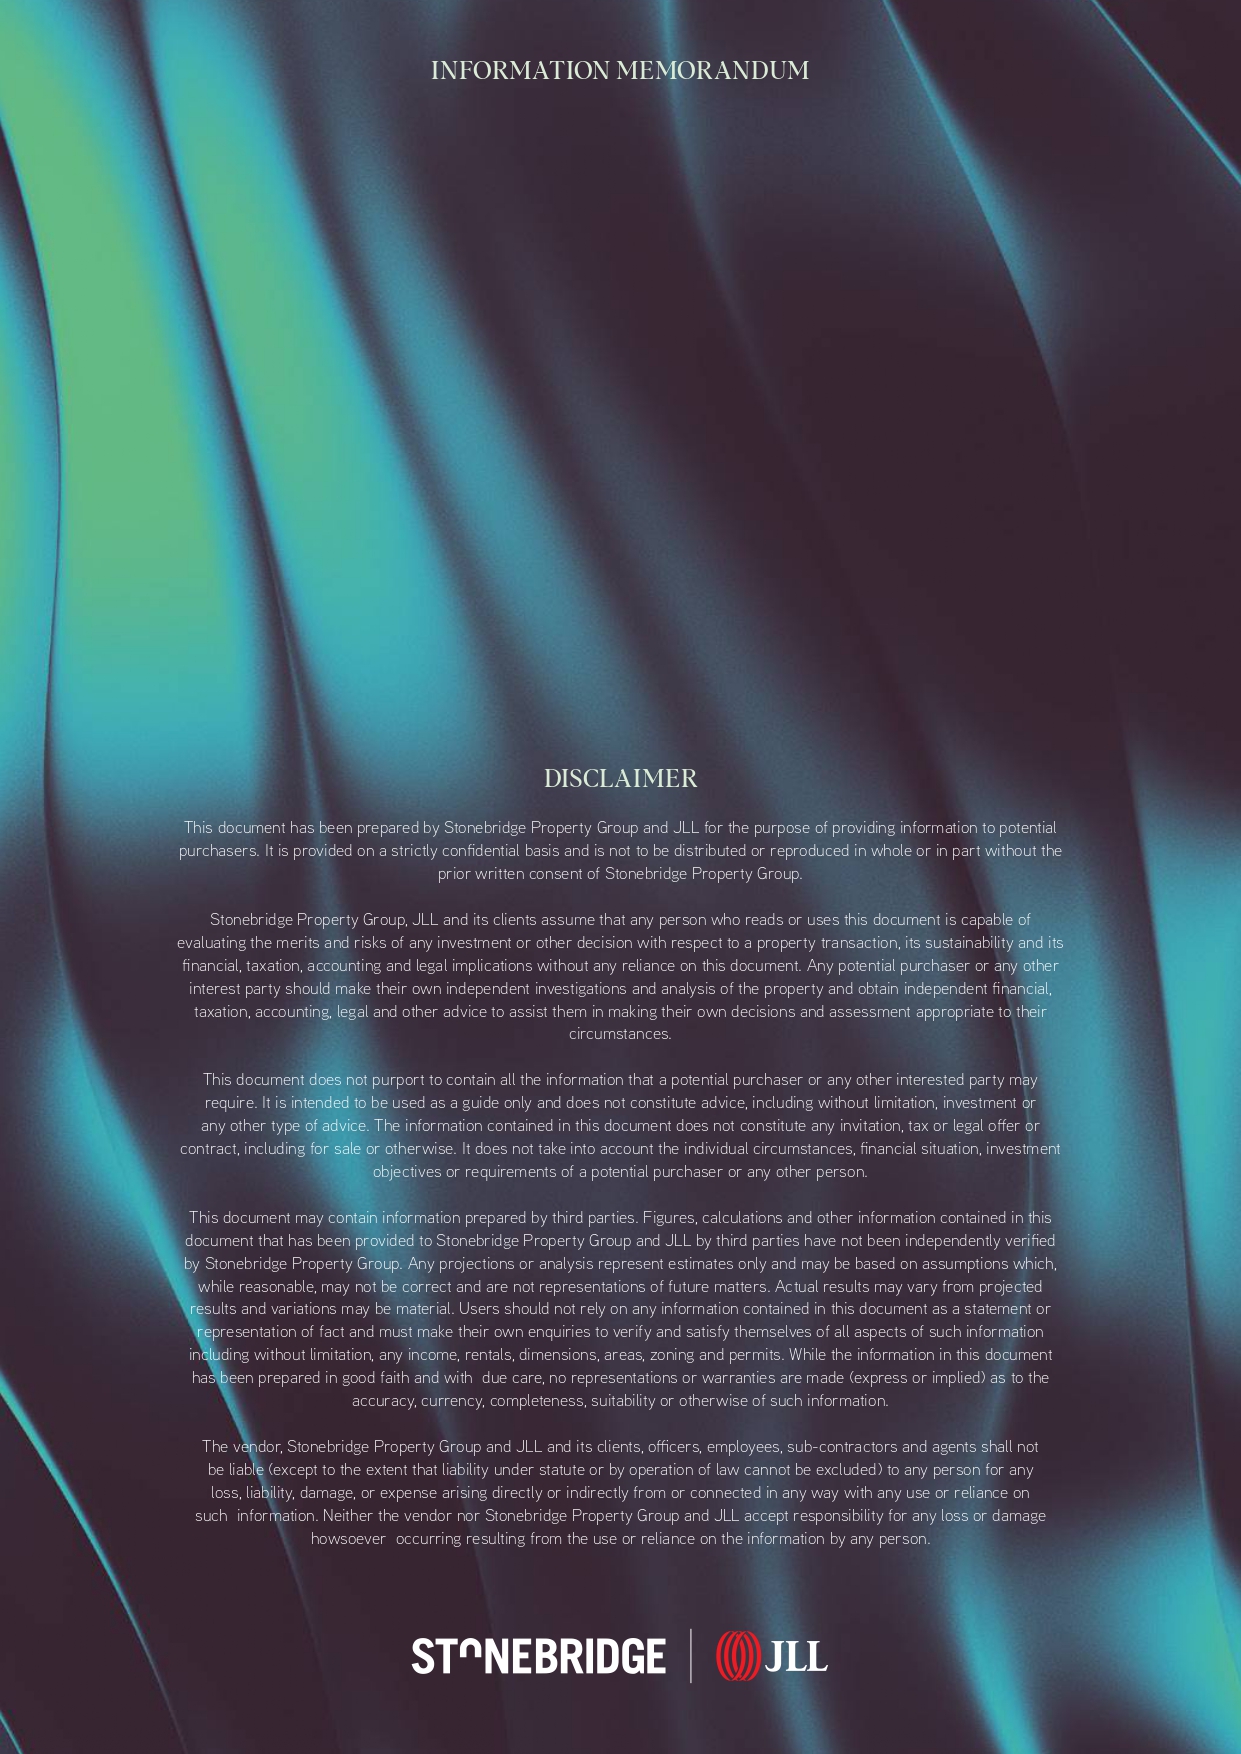 INFORMATION MEMORANDUM
DISCLAIMER
This document has been prepared by Stonebridge Property Group and JLL for the purpose of providing information to potential
purchasers. It is provided on a strictly confidential basis and is not to be distributed or reproduced in whole or in part without the
prior written consent of Stonebridge Property Group.
Stonebridge Property Group, JLL and its clients assume that any person who reads or uses this document is capable of
evaluating the merits and risks of any investment or other decision with respect to a property transaction, its sustainability and its
financial, taxation, accounting and legal implications without any reliance on this document. Any potential purchaser or any other
interest party should make their own independent investigations and analysis of the property and obtain independent financial,
taxation, accounting, legal and other advice to assist them in making their own decisions and assessment appropriate to their
circumstances.
This document does not purport to contain all the information that a potential purchaser or any other interested party may
require. It is intended to be used as a guide only and does not constitute advice, including without limitation, investment or
any other type of advice. The information contained in this document does not constitute any invitation, tax or legal offer or
contract, including for sale or otherwise. It does not take into account the individual circumstances, financial situation, investment
objectives or requirements of a potential purchaser or any other person.
This document may contain information prepared by third parties. Figures, calculations and other information contained in this
document that has been provided to Stonebridge Property Group and JLL by third parties have not been independently verified
by Stonebridge Property Group. Any projections or analysis represent estimates only and may be based on assumptions which,
while reasonable, may not be correct and are not representations of future matters. Actual results may vary from projected
results and variations may be material. Users should not rely on any information contained in this document as a statement or
representation of fact and must make their own enquiries to verify and satisfy themselves of all aspects of such information
including without limitation, any income, rentals, dimensions, areas, zoning and permits. While the information in this document
has been prepared in good faith and with due care, no representations or warranties are made (express or implied) as to the
accuracy, currency, completeness, suitability or otherwise of such information.
The vendor, Stonebridge Property Group and JLL and its clients, officers, employees, sub-contractors and agents shall not
be liable (except to the extent that liability under statute or by operation of law cannot be excluded) to any person for any
loss, liability, damage, or expense arising directly or indirectly from or connected in any way with any use or reliance on
such information. Neither the vendor nor Stonebridge Property Group and JLL accept responsibility for any loss or damage
howsoever occurring resulting from the use or reliance on the information by any person.
STONEBRIDGE
JLL